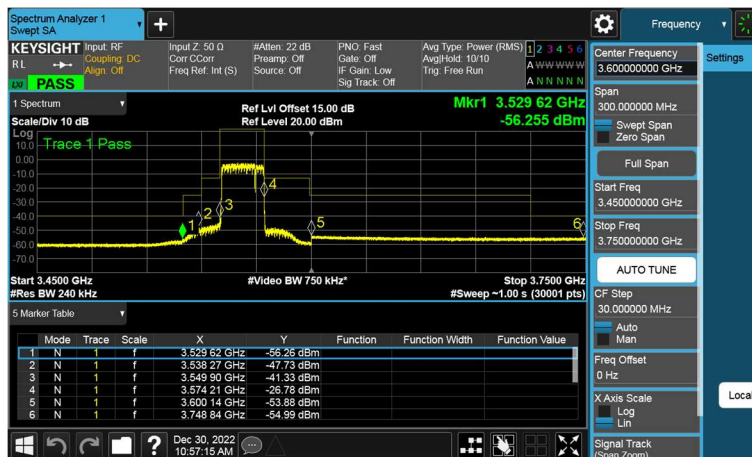 Spectrum Analyzer 1
Swept SA
+
Frequency
KEYSIGHT
RL
LXI PASS
Input: RF
Coupling: DC
Align: Off
Input Z: 50 Ω
Corr CCorr
Freq Ref: Int (S)
#Atten: 22 dB
Preamp: Off
Source: Off
PNO: Fast
Gate: Off
IF Gain: Low
Sig Track: Off
Avg Type: Power (RMS)
Avg|Hold: 10/10
Trig: Free Run
1 2 3 4 5 6
A W W W W W
A N N N N N
1 Spectrum
Scale/Div 10 dB
Ref Lvl Offset 15.00 dB
Ref Level 20.00 dBm
Mkr1 3.529 62 GHz
-56.255 dBm
Log
Trace 1 Pass
10.0
0.00
-10.0
-20.0
-30.0
-40.0
-50.0
-60.0
-70.0
1
2
3
4
5
6
Start 3.4500 GHz
#Res BW 240 kHz
#Video BW 750 kHz*
Stop 3.7500 GHz
#Sweep ~1.00 s (30001 pts)
5 Marker Table
Mode Trace Scale X Y Function Function Width Function Value
1 N 1 f 3.529 62 GHz -56.26 dBm
2 N 1 f 3.538 27 GHz -47.73 dBm
3 N 1 f 3.549 90 GHz -41.33 dBm
4 N 1 f 3.574 21 GHz -26.78 dBm
5 N 1 f 3.600 14 GHz -53.88 dBm
6 N 1 f 3.748 84 GHz -54.99 dBm
?
Dec 30, 2022
10:57:15 AM
Center Frequency
3.600000000 GHz
Settings
Span
300.000000 MHz
Swept Span
Zero Span
Full Span
Start Freq
3.450000000 GHz
Stop Freq
3.750000000 GHz
AUTO TUNE
CF Step
30.000000 MHz
Auto
Man
Freq Offset
0 Hz
X Axis Scale
Log
Lin
Local
Signal Track
(Span Zoom)